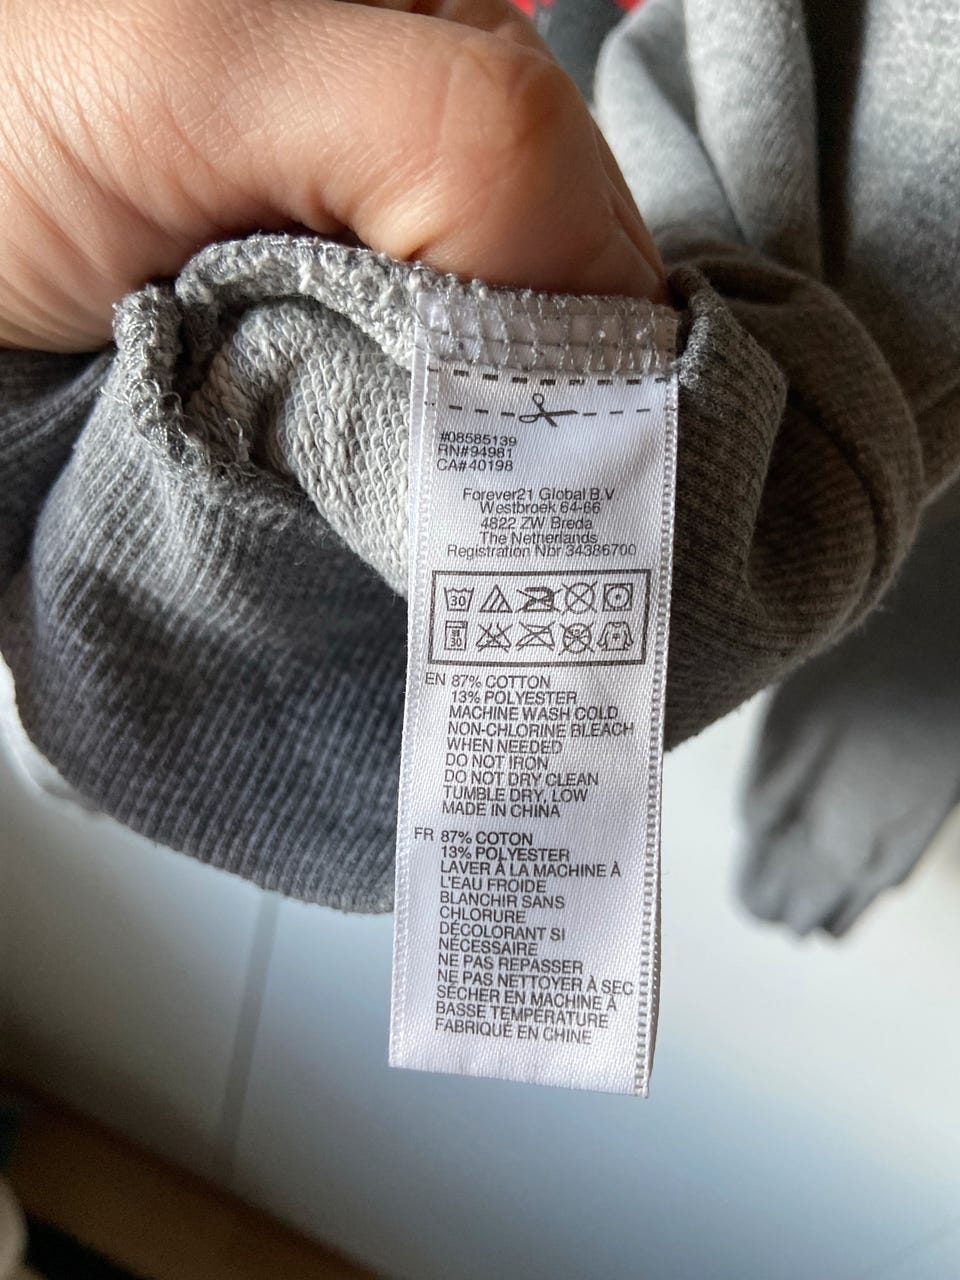 #08585139
RN#94981
CA#40198
Forever21 Global B.V.
Westbroek 64-66
4822 ZW Breda
The Netherlands
Registration Nbr 34386700
30
30
EN 87% COTTON
13% POLYESTER
MACHINE WASH COLD
NON-CHLORINE BLEACH
WHEN NEEDED
DO NOT IRON
DO NOT DRY CLEAN
TUMBLE DRY, LOW
MADE IN CHINA
FR 87% COTON
13% POLYESTER
LAVER À LA MACHINE À
L'EAU FROIDE
BLANCHIR SANS
CHLORURE
DÉCOLORANT SI
NÉCESSAIRE
NE PAS REPASSER
NE PAS NETTOYER À SEC
SÉCHER EN MACHINE À
BASSE TEMPÉRATURE
FABRIQUÉ EN CHINE